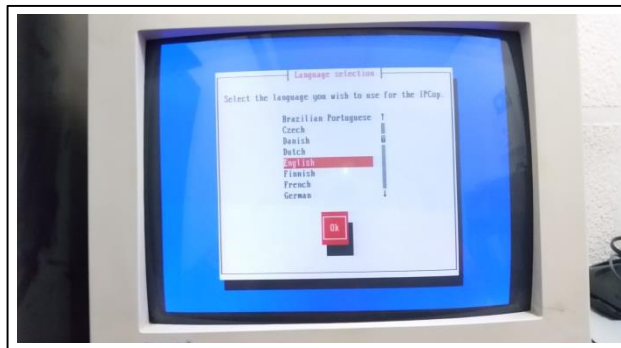 Language selection
Select the language you wish to use for the IPCop.
Brazilian Portuguese
Czech
Danish
Dutch
English
Finnish
French
German
Ok